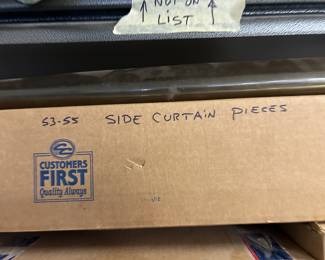 ↑ NOT ON ↑
LIST
53-55 SIDE CURTAIN PIECES
CUSTOMERS
FIRST
Quality Always